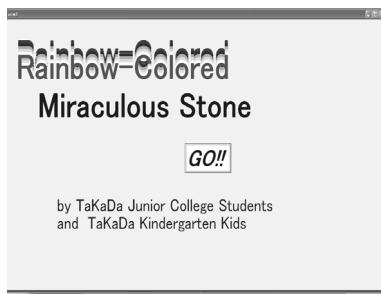 Rainbow-Colored
Miraculous Stone
GO!!
by TaKaDa Junior College Students
and TaKaDa Kindergarten Kids